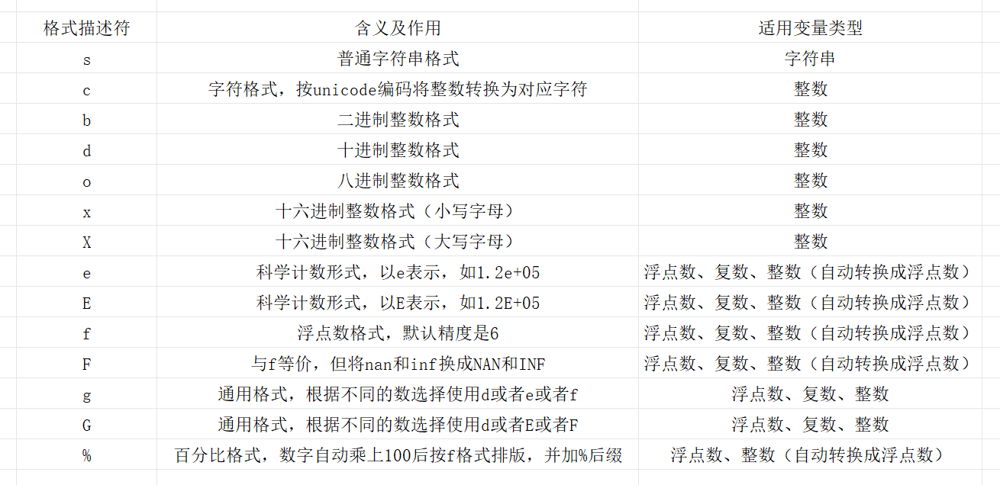 格式描述符 含义及作用 适用变量类型
s 普通字符串格式 字符串
c 字符格式，按unicode编码将整数转换为对应字符 整数
b 二进制整数格式 整数
d 十进制整数格式 整数
o 八进制整数格式 整数
x 十六进制整数格式（小写字母） 整数
X 十六进制整数格式（大写字母） 整数
e 科学计数形式，以e表示，如1.2e+05 浮点数、复数、整数（自动转换成浮点数）
E 科学计数形式，以E表示，如1.2E+05 浮点数、复数、整数（自动转换成浮点数）
f 浮点数格式，默认精度是6 浮点数、复数、整数（自动转换成浮点数）
F 与f等价，但将nan和inf换成NAN和INF 浮点数、复数、整数（自动转换成浮点数）
g 通用格式，根据不同的数选择使用d或者e或者f 浮点数、复数、整数
G 通用格式，根据不同的数选择使用d或者E或者F 浮点数、复数、整数
% 百分比格式，数字自动乘上100后按f格式排版，并加%后缀 浮点数、整数（自动转换成浮点数）